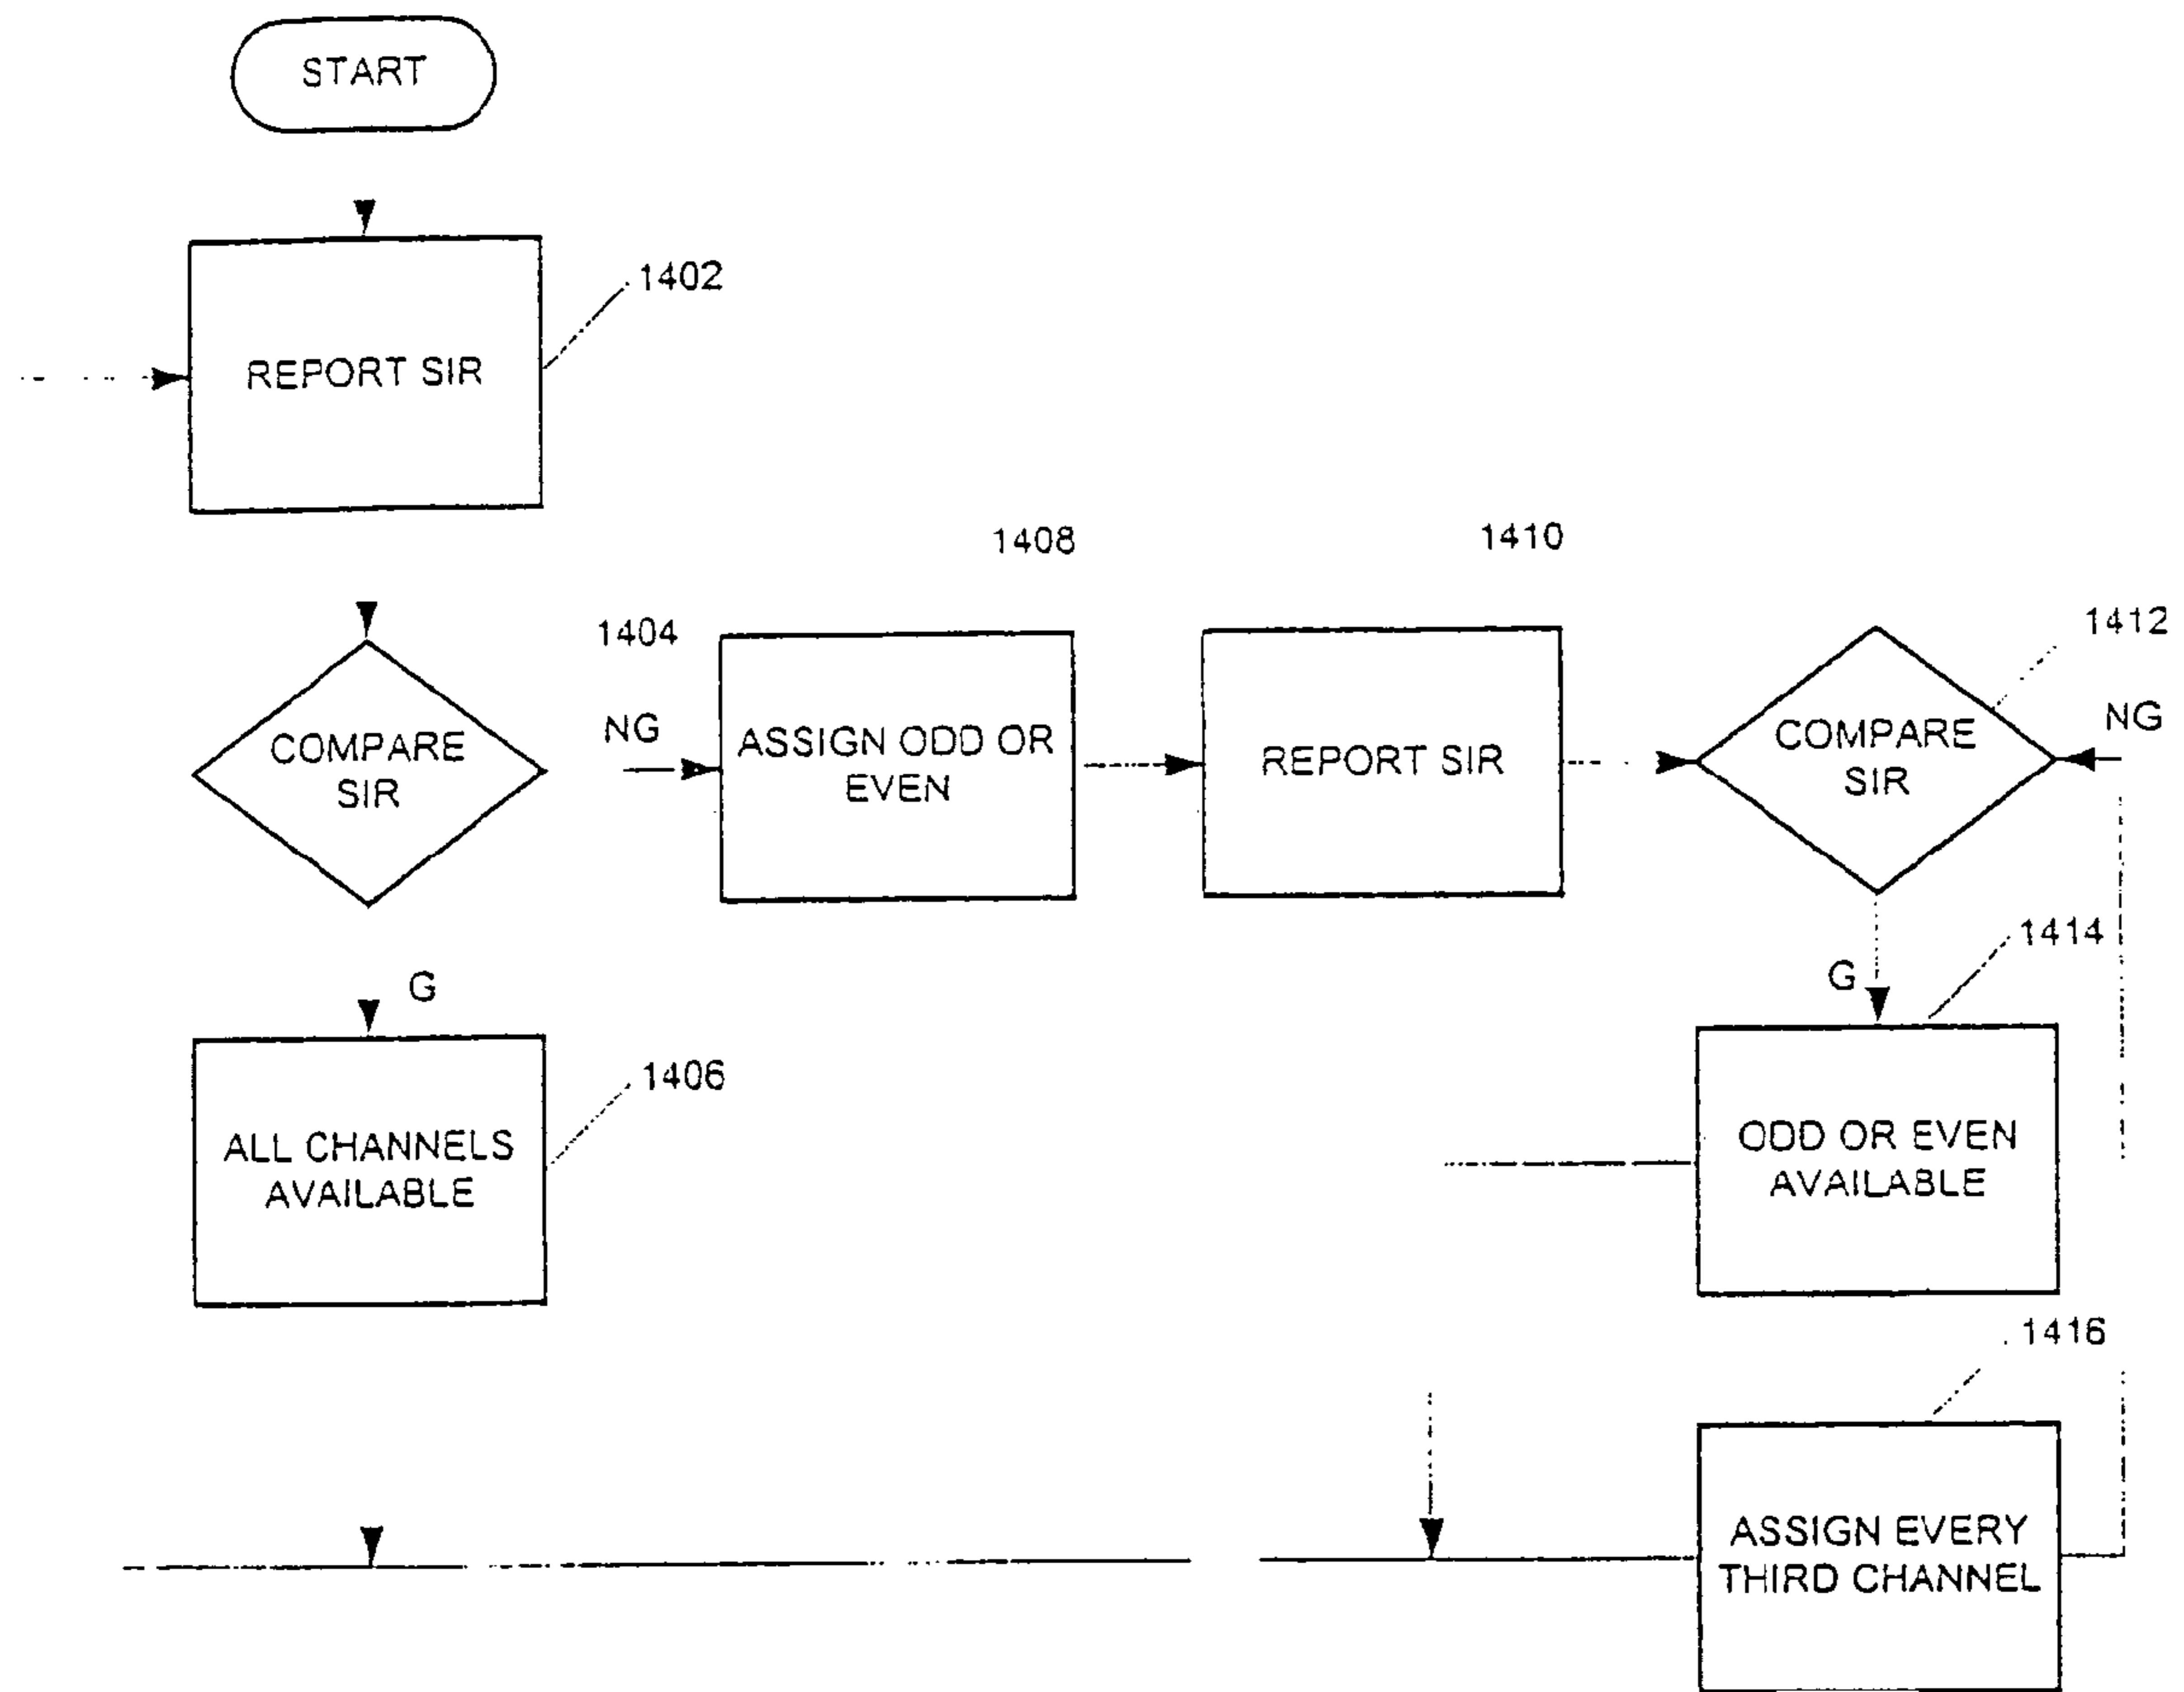 START
1402
REPORT SIR
1408
1410
1404
1412
NG
NG
COMPARE
SIR
ASSIGN ODD OR
EVEN
REPORT SIR
COMPARE
SIR
1414
G
G
1406
ALL CHANNELS
AVAILABLE
ODD OR EVEN
AVAILABLE
1416
ASSIGN EVERY
THIRD CHANNEL